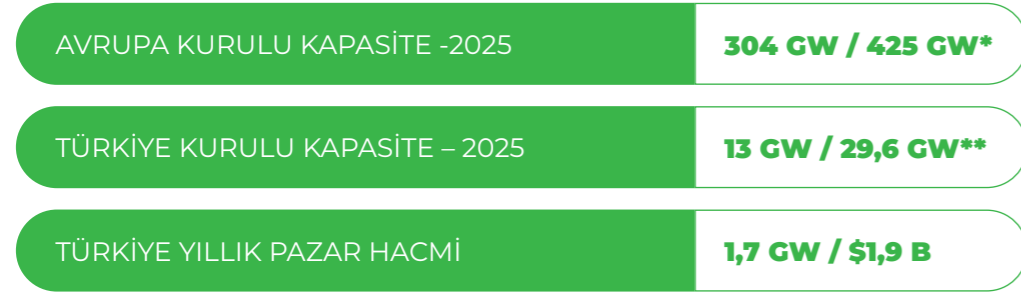 AVRUPA KURULU KAPASİTE -2025 304 GW / 425 GW*
TÜRKİYE KURULU KAPASİTE – 2025 13 GW / 29,6 GW**
TÜRKİYE YILLIK PAZAR HACMİ 1,7 GW / $1,9 B